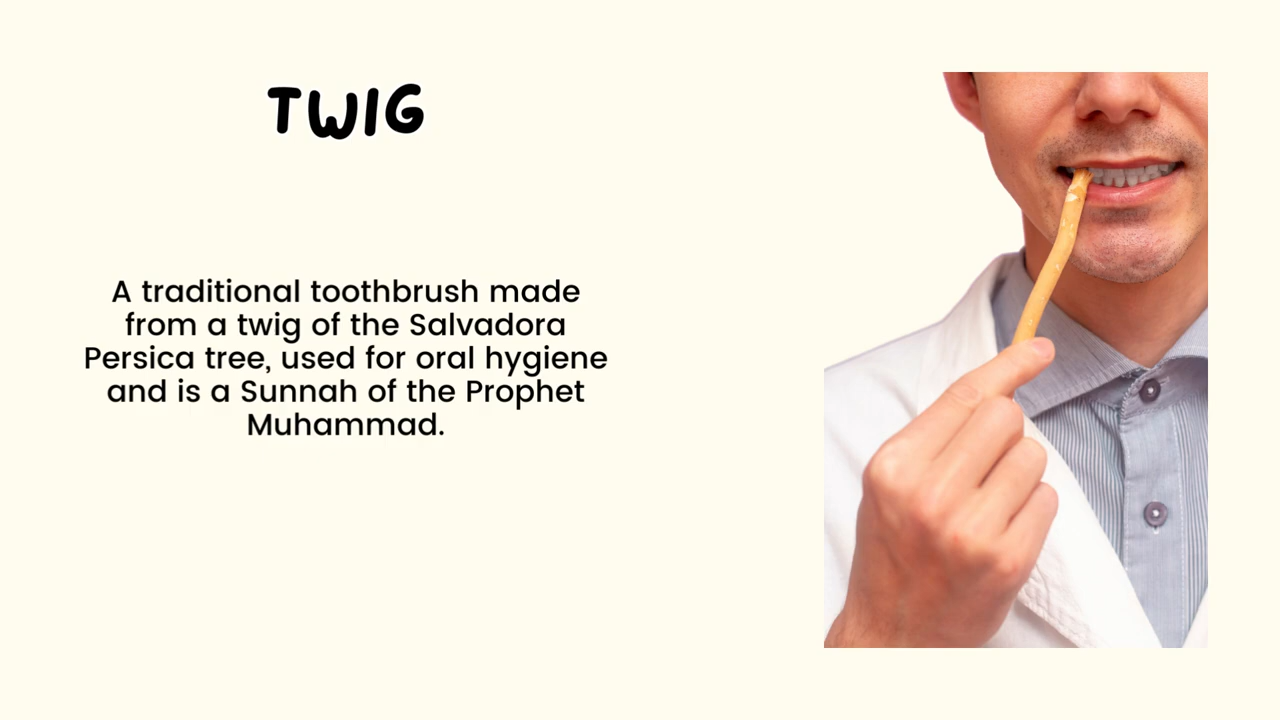 TWIG
A traditional toothbrush made
from a twig of the Salvadora
Persica tree, used for oral hygiene
and is a Sunnah of the Prophet
Muhammad.